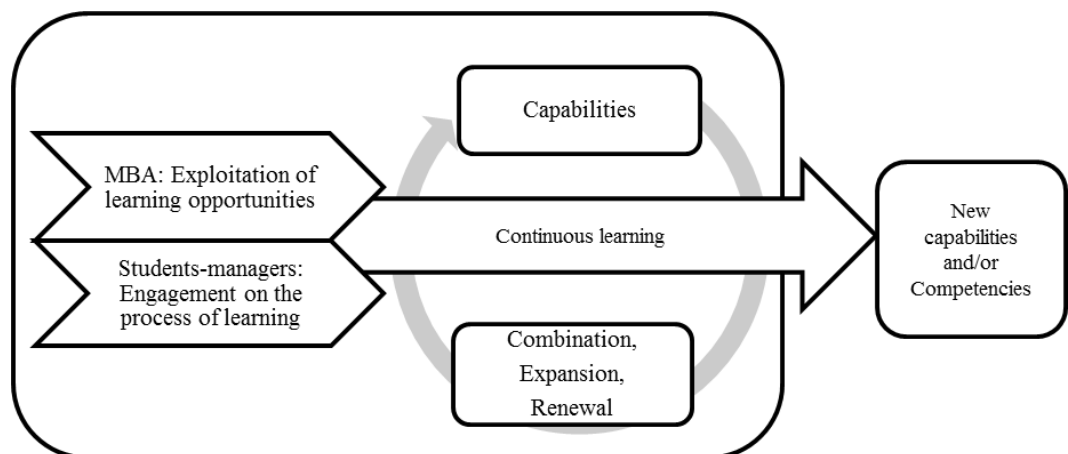 Capabilities
MBA: Exploitation of
learning opportunities
Continuous learning
Students-managers:
Engagement on the
process of learning
Combination,
Expansion,
Renewal
New
capabilities
and/or
Competencies